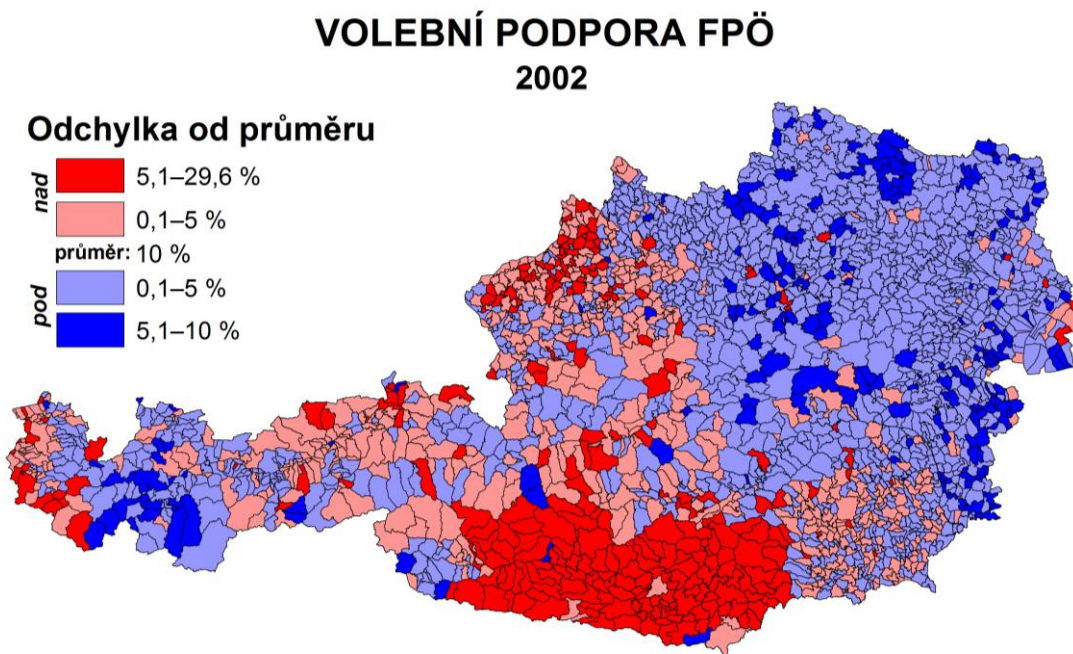 VOLEBNÍ PODPORA FPÖ
2002
Odchylka od průměru
nad
5,1–29,6 %
0,1–5 %
průměr: 10 %
pod
0,1–5 %
5,1–10 %